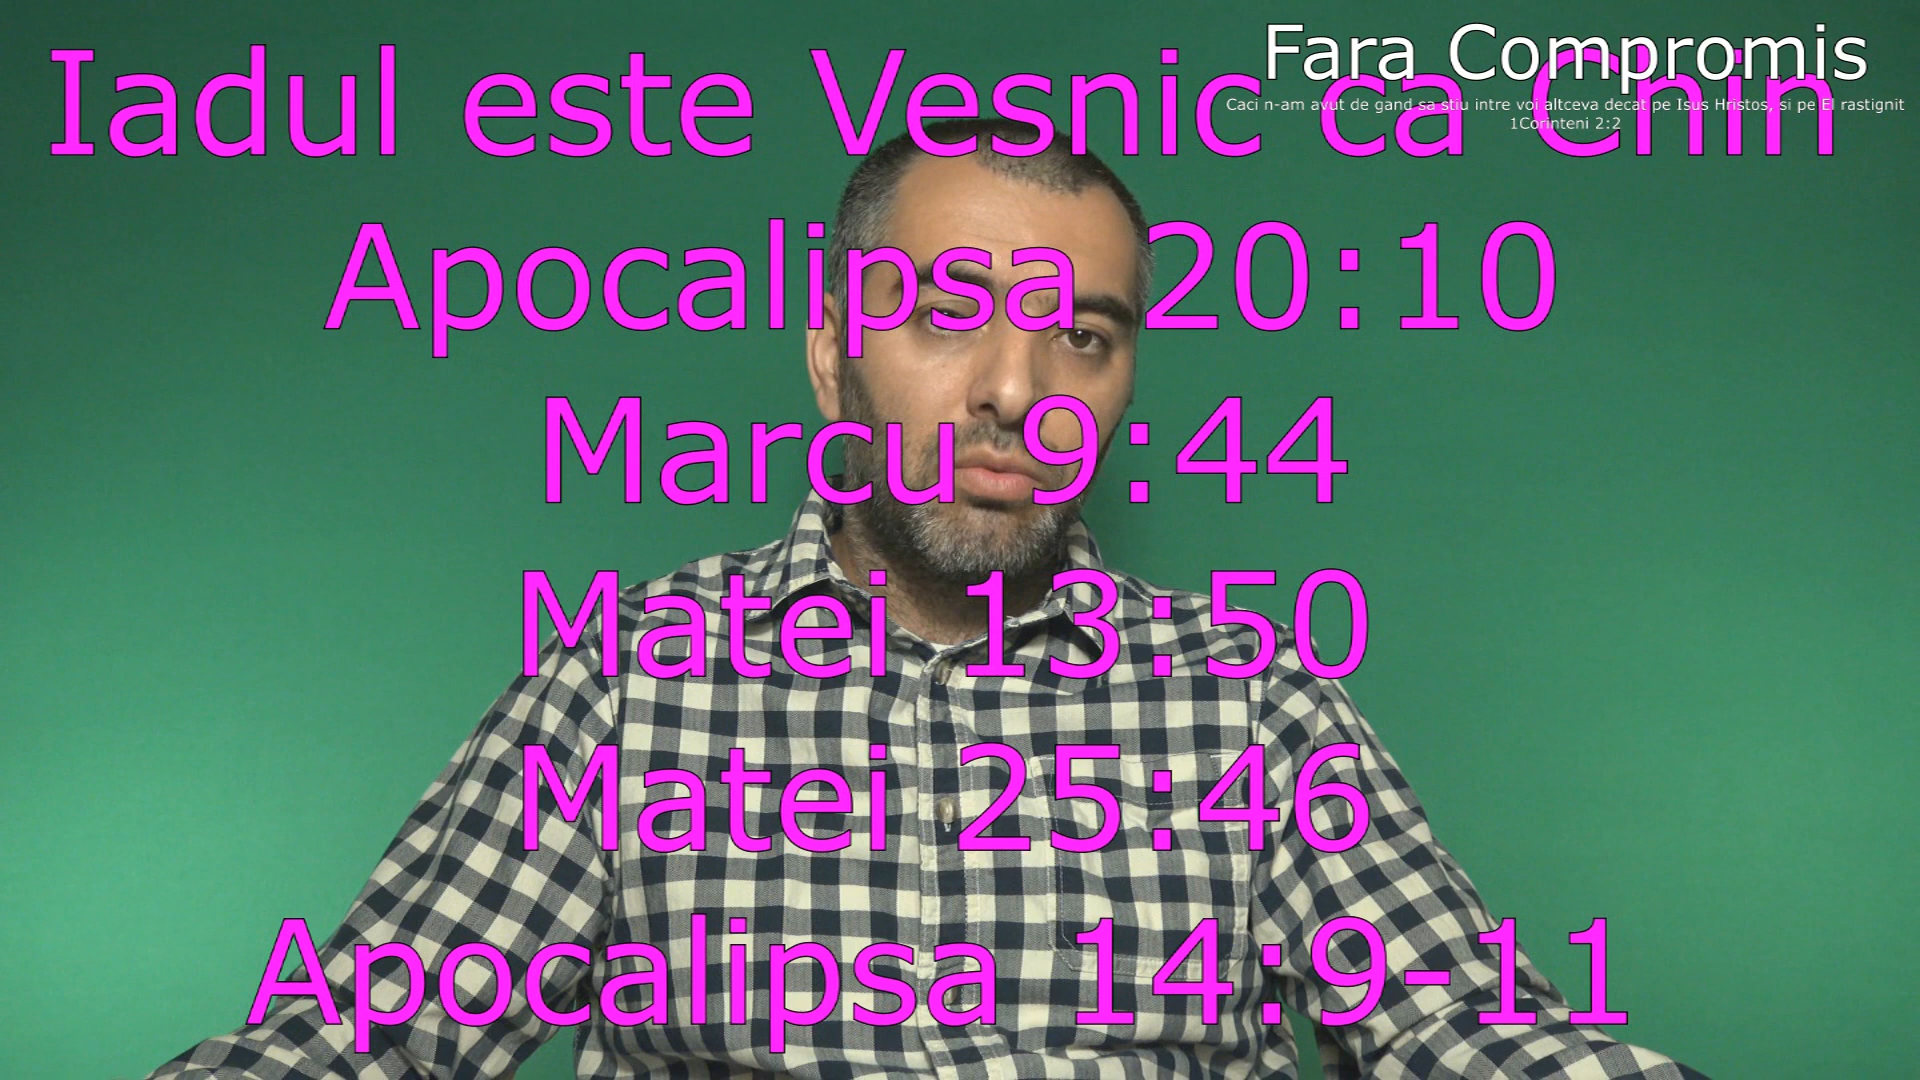 Fara Compromis
Caci n-am avut de gand sa stiu intre voi altceva decat pe Isus Hristos, si pe El rastignit
1Corinteni 2:2
Iadul este Vesnic ca Chin
Apocalipsa 20:10
Marcu 9:44
Matei 13:50
Matei 25:46
Apocalipsa 14:9-11